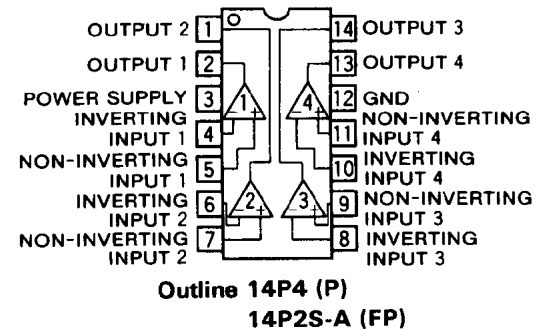 OUTPUT 2 1
OUTPUT 1 2
POWER SUPPLY 3
INVERTING
INPUT 1 4
NON-INVERTING
INPUT 1 5
INVERTING
INPUT 2 6
NON-INVERTING
INPUT 2 7
14 OUTPUT 3
13 OUTPUT 4
12 GND
11 NON-INVERTING
INPUT 4
10 INVERTING
INPUT 4
9 NON-INVERTING
INPUT 3
8 INVERTING
INPUT 3
1
- +
4
- +
2
- +
3
- +
Outline 14P4 (P)
14P2S-A (FP)